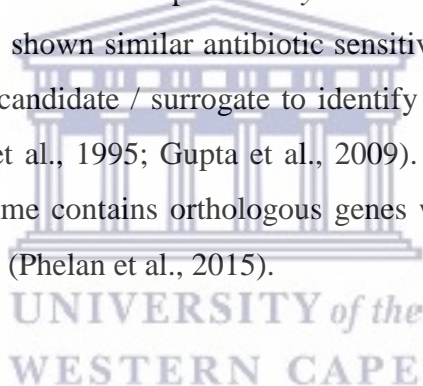 shown similar antibiotic sensitiv
candidate / surrogate to identify
et al., 1995; Gupta et al., 2009).
me contains orthologous genes
(Phelan et al., 2015).
UNIVERSITY of the
WESTERN CAPE